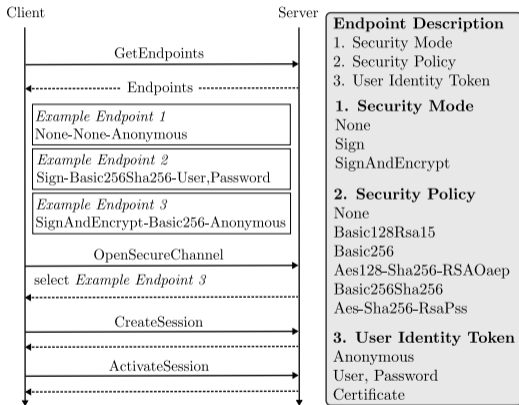 Client
Server
GetEndpoints
Endpoints
Example Endpoint 1
None-None-Anonymous
Example Endpoint 2
Sign-Basic256Sha256-User,Password
Example Endpoint 3
SignAndEncrypt-Basic256-Anonymous
OpenSecureChannel
select Example Endpoint 3
CreateSession
ActivateSession
Endpoint Description
1. Security Mode
2. Security Policy
3. User Identity Token
1. Security Mode
None
Sign
SignAndEncrypt
2. Security Policy
None
Basic128Rsa15
Basic256
Aes128-Sha256-RSAOaep
Basic256Sha256
Aes-Sha256-RsaPss
3. User Identity Token
Anonymous
User, Password
Certificate